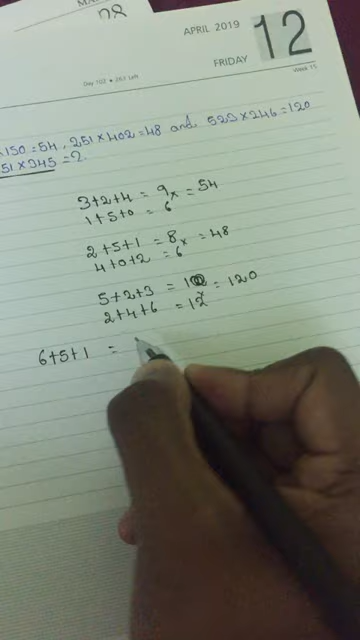 28
APRIL 2019
12
FRIDAY
Day 102 • 263 Left
Week 15
150=54, 251×402=48 and 523×246=120
51×345=?
3+2+4 = 9 × = 54
1+5+0 = 6
2+5+1 = 8 × = 48
4+0+2 = 6
5+2+3 = 10 × = 120
2+4+6 = 12
6+5+1 =